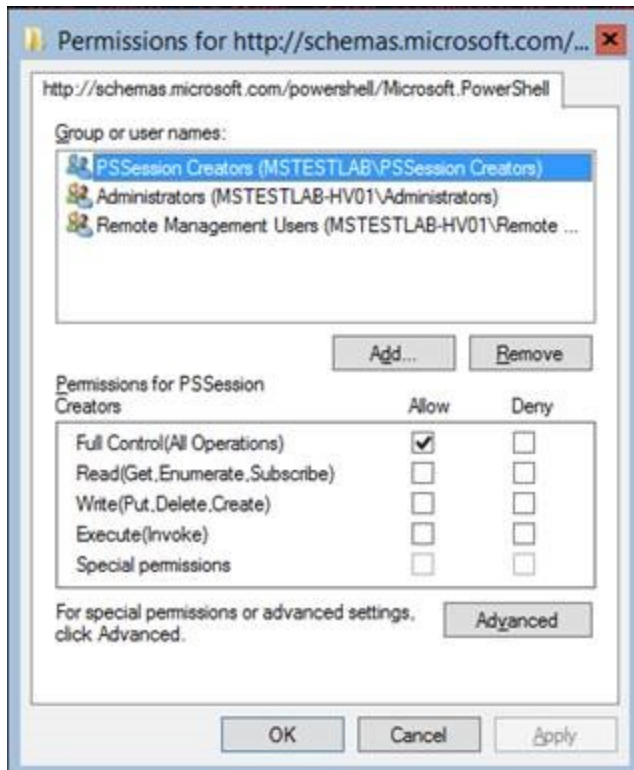 Permissions for http://schemas.microsoft.com/...
http://schemas.microsoft.com/powershell/Microsoft.PowerShell
Group or user names:
PSSession Creators (MSTESTLAB\PSSession Creators)
Administrators (MSTESTLAB-HV01\Administrators)
Remote Management Users (MSTESTLAB-HV01\Remote ...
Add... Remove
Permissions for PSSession
Creators Allow Deny
Full Control(All Operations)
Read(Get,Enumerate,Subscribe)
Write(Put,Delete,Create)
Execute(Invoke)
Special permissions
For special permissions or advanced settings,
click Advanced.
Advanced
OK Cancel Apply